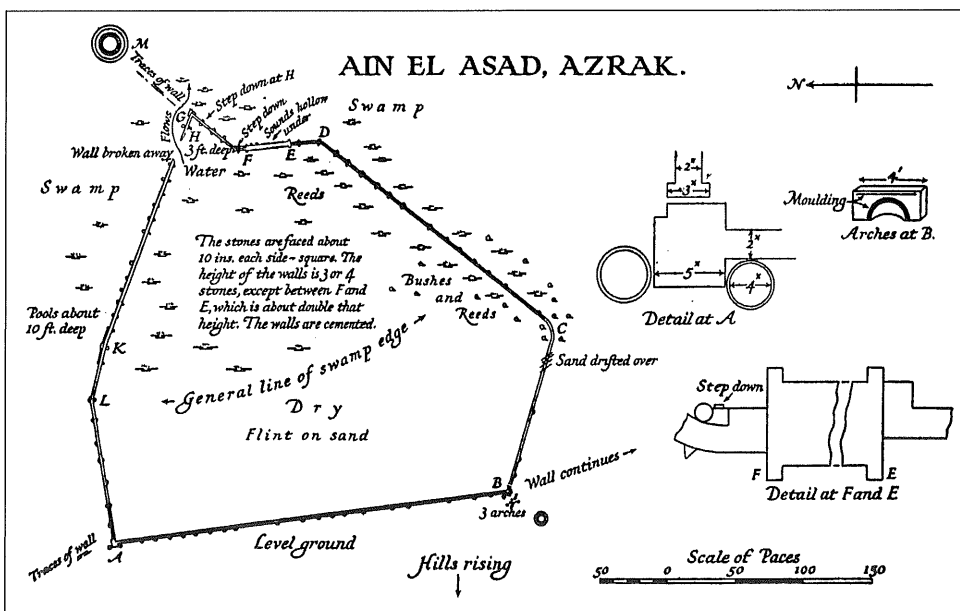 AIN EL ASAD, AZRAK.
M
Traces of wall
G
Flows
H
Step down at H
3 ft. deep
Step down
Sounds hollow
under
F
E
D
Swamp
N
Wall broken away
Water
Swamp
Reeds
The stones are faced about
10 ins. each side - square. The
height of the walls is 3 or 4
stones, except between F and
E, which is about double that
height. The walls are cemented.
Bushes
and
Reeds
C
Pools about
10 ft. deep
K
L
General line of swamp edge
Dry
Flint on sand
Sand drifted over
B
Wall continues
3 arches
Traces of wall
A
Level ground
Hills rising
2ˣ
3ˣ
r
2ˣ
5ˣ
4ˣ
Detail at A
4'
Moulding
Arches at B.
Step down
F
E
Detail at F and E
Scale of Paces
50 0 50 100 150